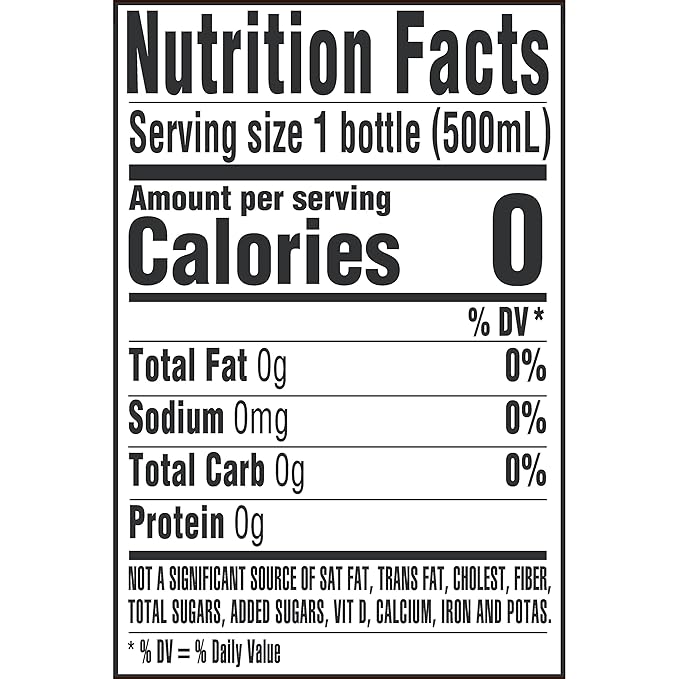 Nutrition Facts
Serving size 1 bottle (500mL)
Amount per serving
Calories 0
% DV *
Total Fat 0g 0%
Sodium 0mg 0%
Total Carb 0g 0%
Protein 0g
NOT A SIGNIFICANT SOURCE OF SAT FAT, TRANS FAT, CHOLEST, FIBER,
TOTAL SUGARS, ADDED SUGARS, VIT D, CALCIUM, IRON AND POTAS.
* % DV = % Daily Value